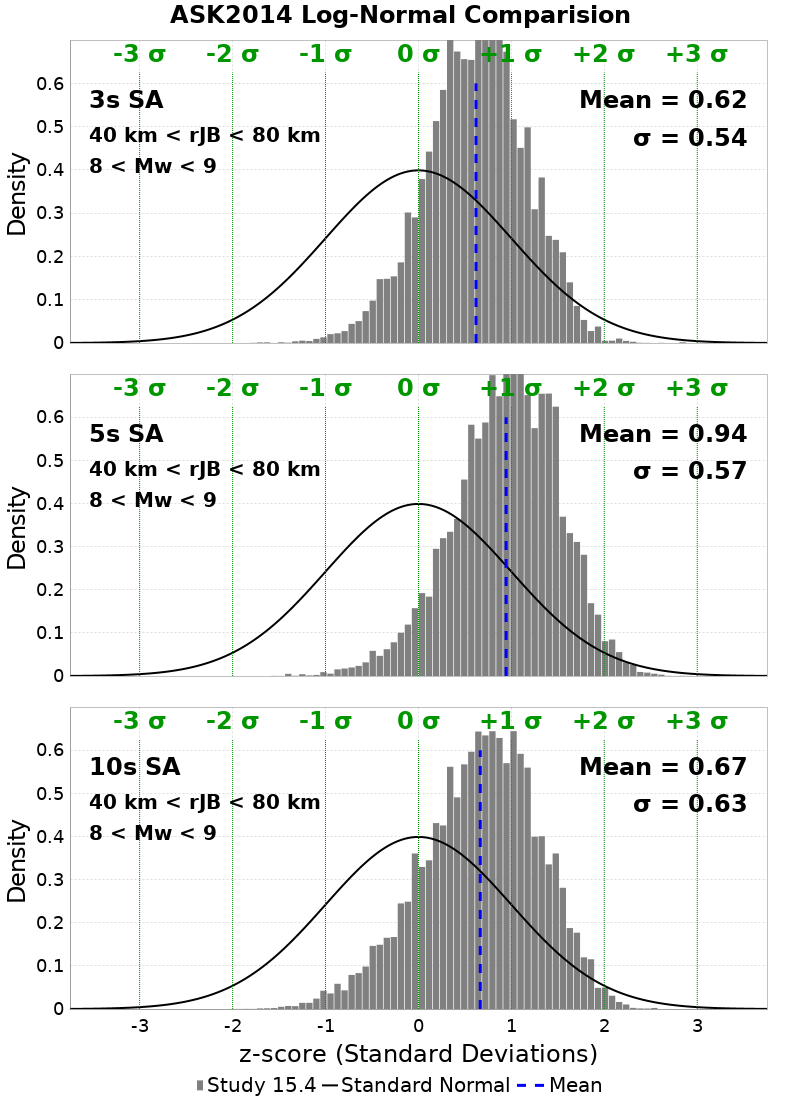 ASK2014 Log-Normal Comparision
-3 σ -2 σ -1 σ 0 σ +1 σ +2 σ +3 σ
3s SA
40 km < rJB < 80 km
8 < Mw < 9
Mean = 0.62
σ = 0.54
Density
0.6
0.5
0.4
0.3
0.2
0.1
0
-3 σ -2 σ -1 σ 0 σ +1 σ +2 σ +3 σ
5s SA
40 km < rJB < 80 km
8 < Mw < 9
Mean = 0.94
σ = 0.57
Density
0.6
0.5
0.4
0.3
0.2
0.1
0
-3 σ -2 σ -1 σ 0 σ +1 σ +2 σ +3 σ
10s SA
40 km < rJB < 80 km
8 < Mw < 9
Mean = 0.67
σ = 0.63
Density
0.6
0.5
0.4
0.3
0.2
0.1
0
-3 -2 -1 0 1 2 3
z-score (Standard Deviations)
Study 15.4 Standard Normal Mean